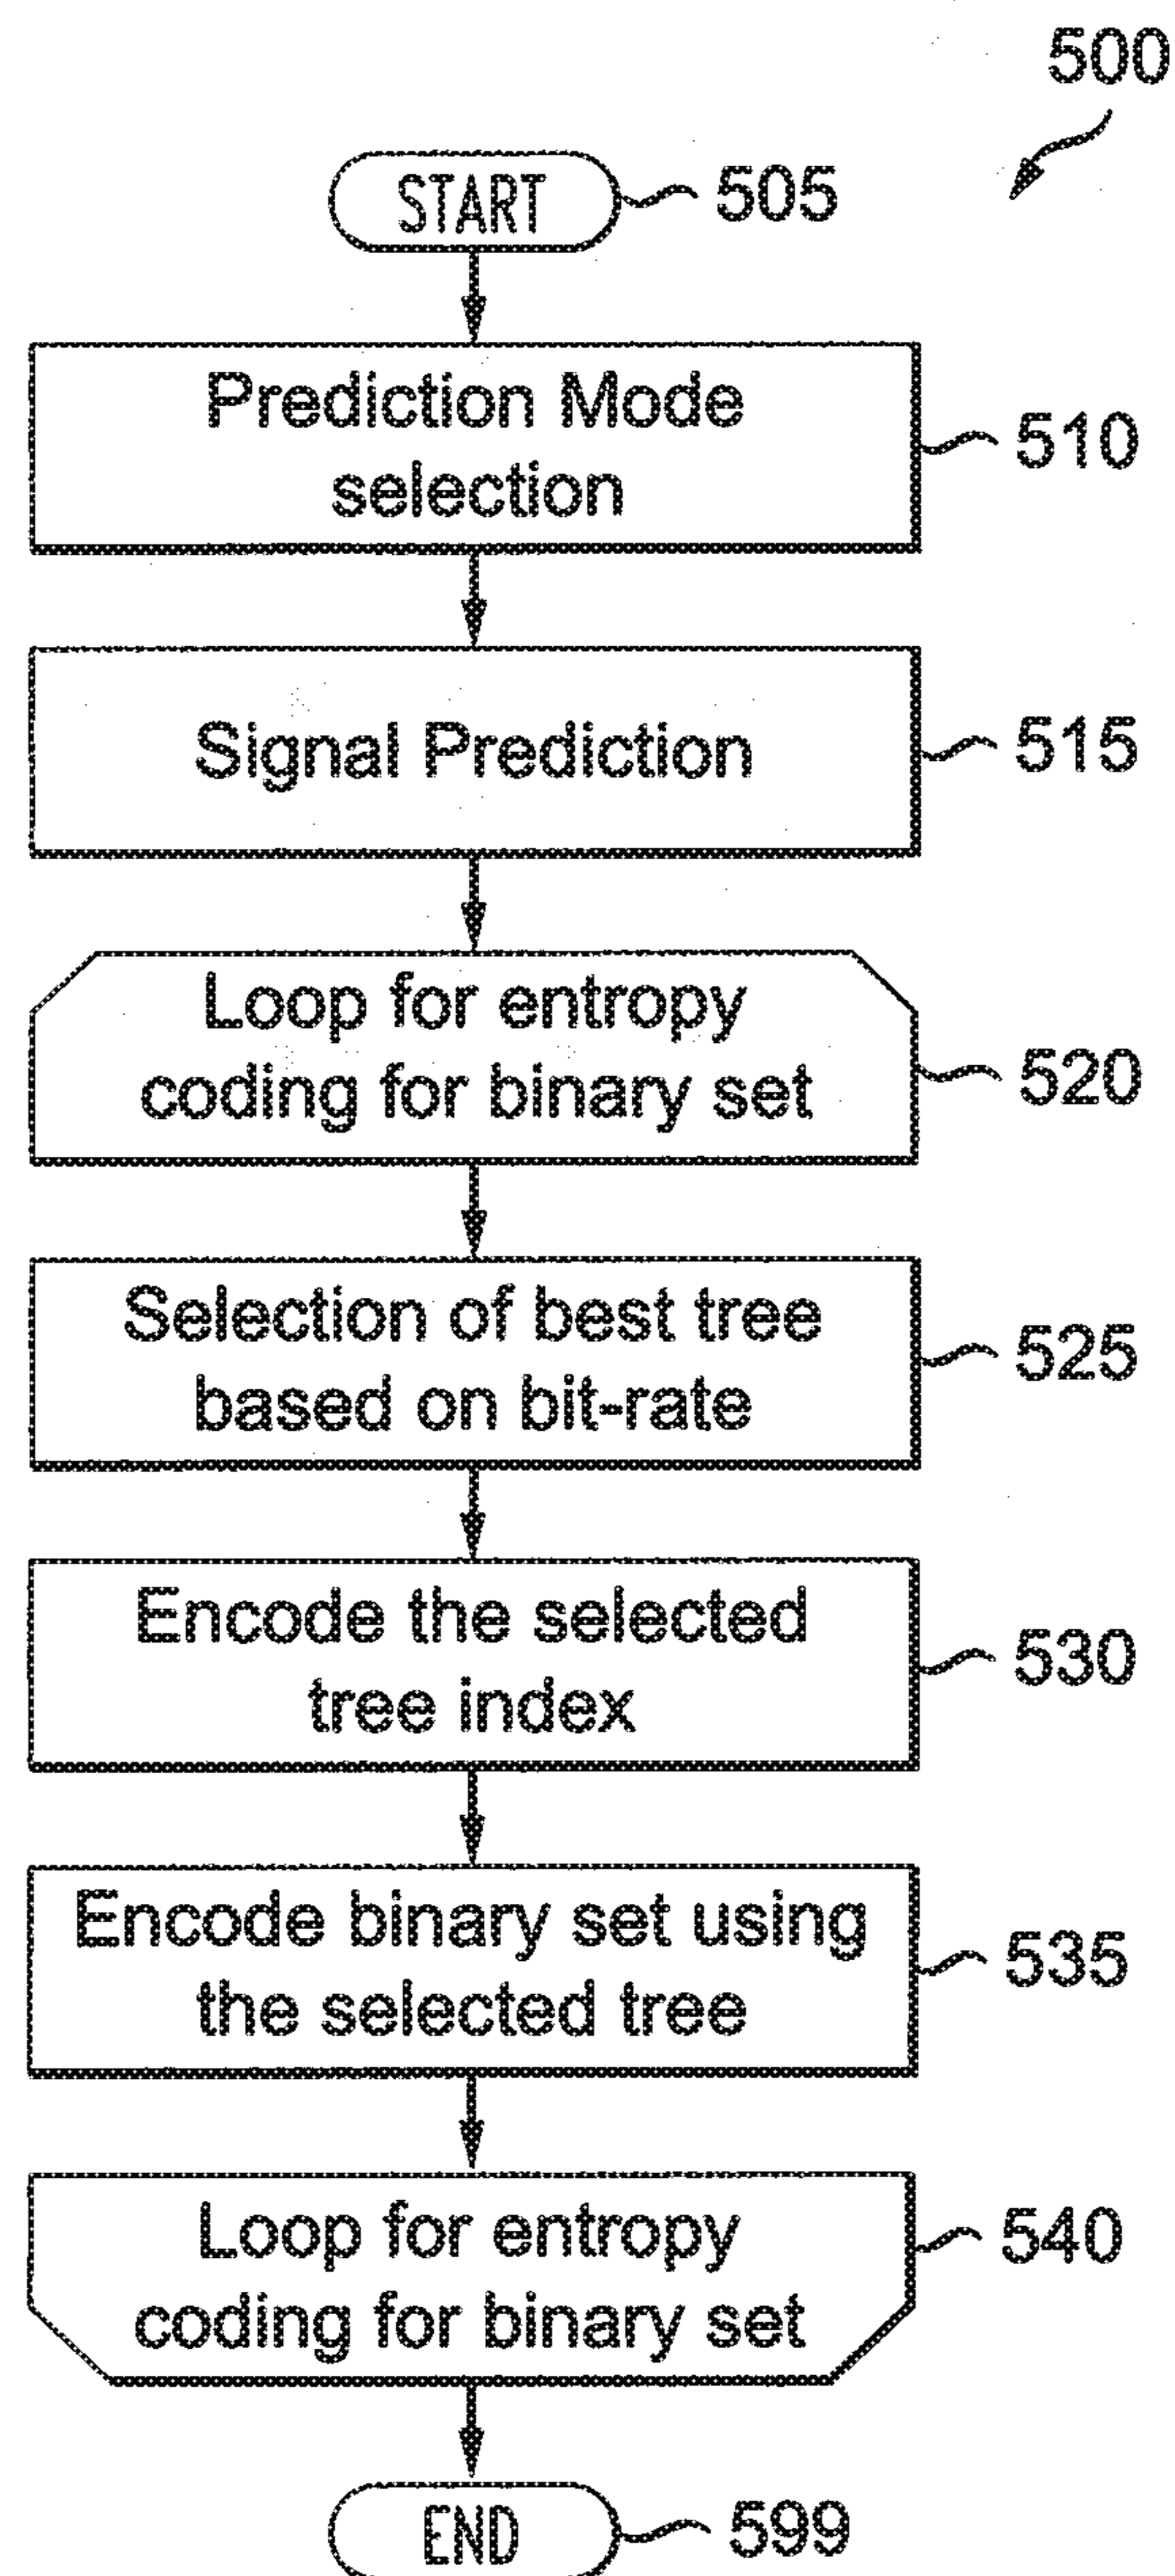 500
START
505
Prediction Mode
selection
510
Signal Prediction
515
Loop for entropy
coding for binary set
520
Selection of best tree
based on bit-rate
525
Encode the selected
tree index
530
Encode binary set using
the selected tree
535
Loop for entropy
coding for binary set
540
END
599